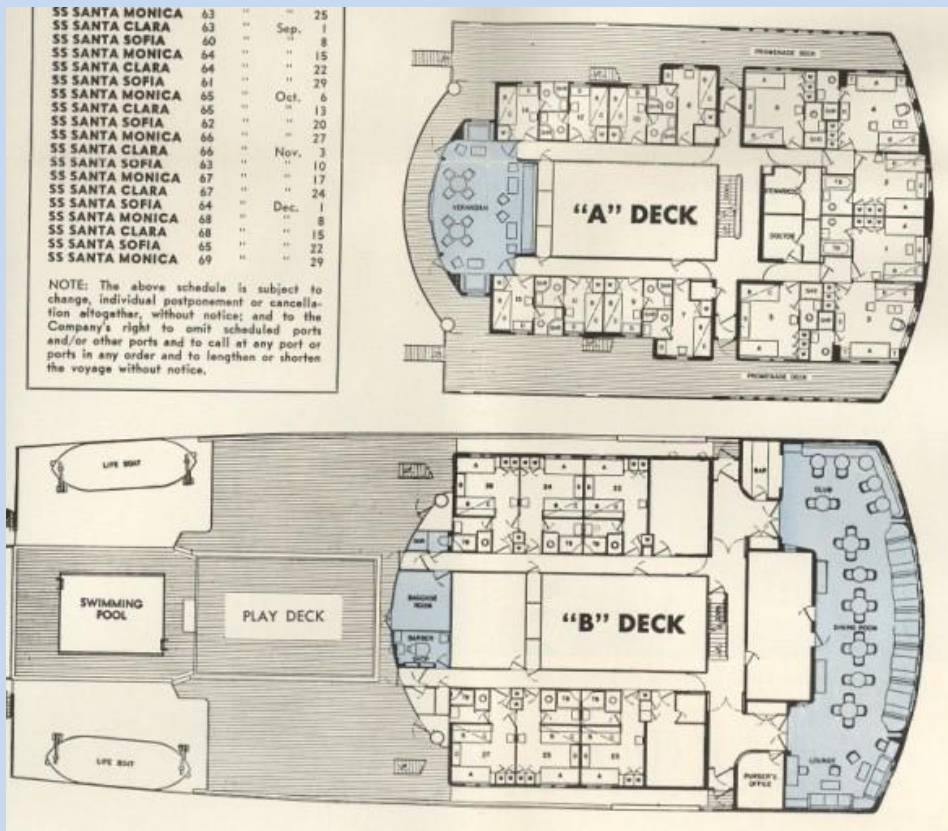 SS SANTA MONICA 63 " " 25
SS SANTA CLARA 63 " Sep. 1
SS SANTA SOFIA 60 " " 8
SS SANTA MONICA 64 " " 15
SS SANTA CLARA 64 " " 22
SS SANTA SOFIA 61 " " 29
SS SANTA MONICA 65 " Oct. 6
SS SANTA CLARA 65 " " 13
SS SANTA SOFIA 62 " " 20
SS SANTA MONICA 66 " " 27
SS SANTA CLARA 66 " Nov. 3
SS SANTA SOFIA 63 " " 10
SS SANTA MONICA 67 " " 17
SS SANTA CLARA 67 " " 24
SS SANTA SOFIA 64 " Dec. 1
SS SANTA MONICA 68 " " 8
SS SANTA CLARA 68 " " 15
SS SANTA SOFIA 65 " " 22
SS SANTA MONICA 69 " " 29
NOTE: The above schedule is subject to
change, individual postponement or cancella-
tion altogether, without notice; and to the
Company's right to omit scheduled ports
and/or other ports and to call at any port or
ports in any order and to lengthen or shorten
the voyage without notice.
PROMENADE DECK
VERANDAH
"A" DECK
DOCTOR
PROMENADE DECK
LIFE BOAT
BAR
CLUB
26
24
22
SWIMMING
POOL
PLAY DECK
BAGGAGE
ROOM
BARBER
SHOP
"B" DECK
DINING ROOM
27
25
23
LIFE BOAT
PURSER'S
OFFICE
LOUNGE